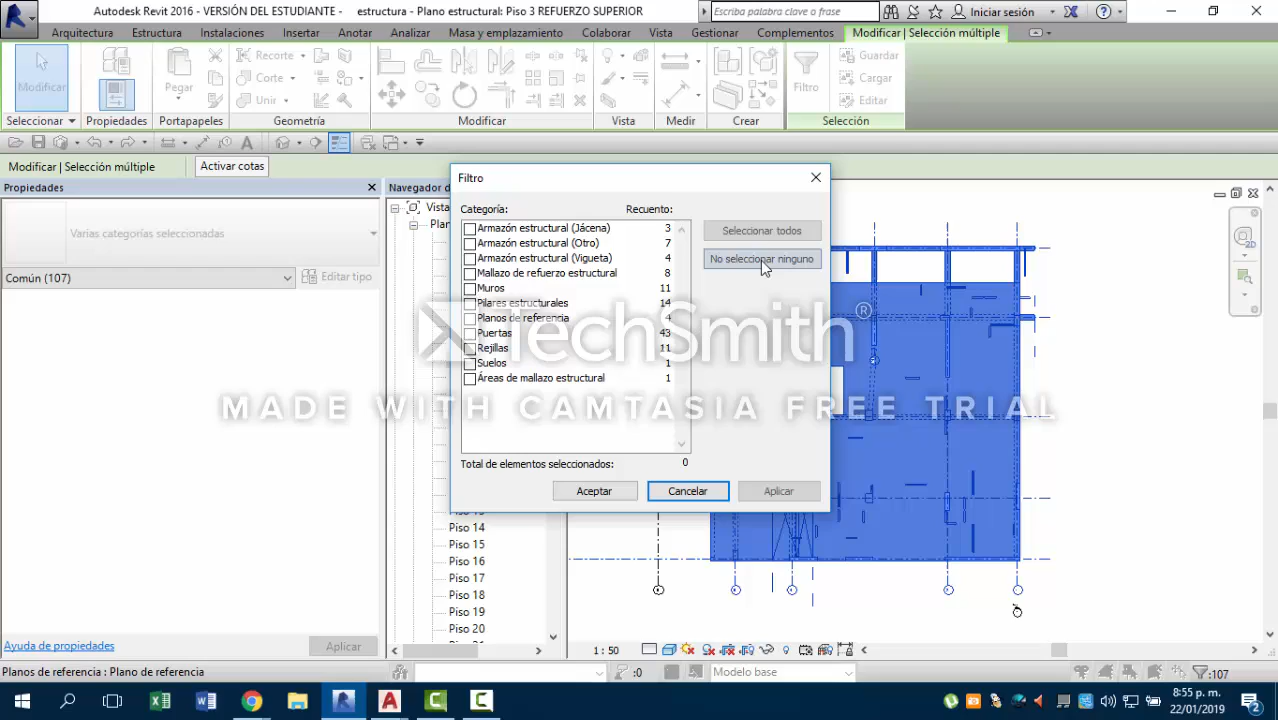 Autodesk Revit 2016 - VERSIÓN DEL ESTUDIANTE - estructura - Plano estructural: Piso 3 REFUERZO SUPERIOR
Escriba palabra clave o frase
Iniciar sesión
Arquitectura Estructura Instalaciones Insertar Anotar Analizar Masa y emplazamiento Colaborar Vista Gestionar Complementos Modificar | Selección múltiple
Modificar
Pegar
Recorte
Corte
Unir
Filtro
Guardar
Cargar
Editar
Seleccionar Propiedades Portapapeles Geometría Modificar Vista Medir Crear Selección
Modificar | Selección múltiple
Activar cotas
Propiedades
Varias categorías seleccionadas
Común (107)
Editar tipo
Ayuda de propiedades
Aplicar
Navegador d
Vista
Plar
Filtro
Categoría: Recuento:
Armazón estructural (Jácena) 3
Armazón estructural (Otro) 7
Armazón estructural (Vigueta) 4
Mallazo de refuerzo estructural 8
Muros 11
Pilares estructurales 14
Planos de referencia 4
Puertas 43
Rejillas 11
Suelos 1
Áreas de mallazo estructural 1
Seleccionar todos
No seleccionar ninguno
Total de elementos seleccionados: 0
Aceptar
Cancelar
Aplicar
TechSmith®
MADE WITH CAMTASIA FREE TRIAL
Piso 14
Piso 15
Piso 16
Piso 17
Piso 18
Piso 19
Piso 20
1 : 50
Plano de referencia : Plano de referencia
:0
Modelo base
:107
8:55 p. m.
22/01/2019
2